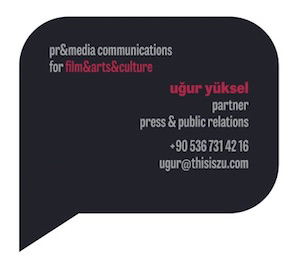 pr&media communications
for film&arts&culture
uğur yüksel
partner
press & public relations
+90 536 731 42 16
ugur@thisiszu.com